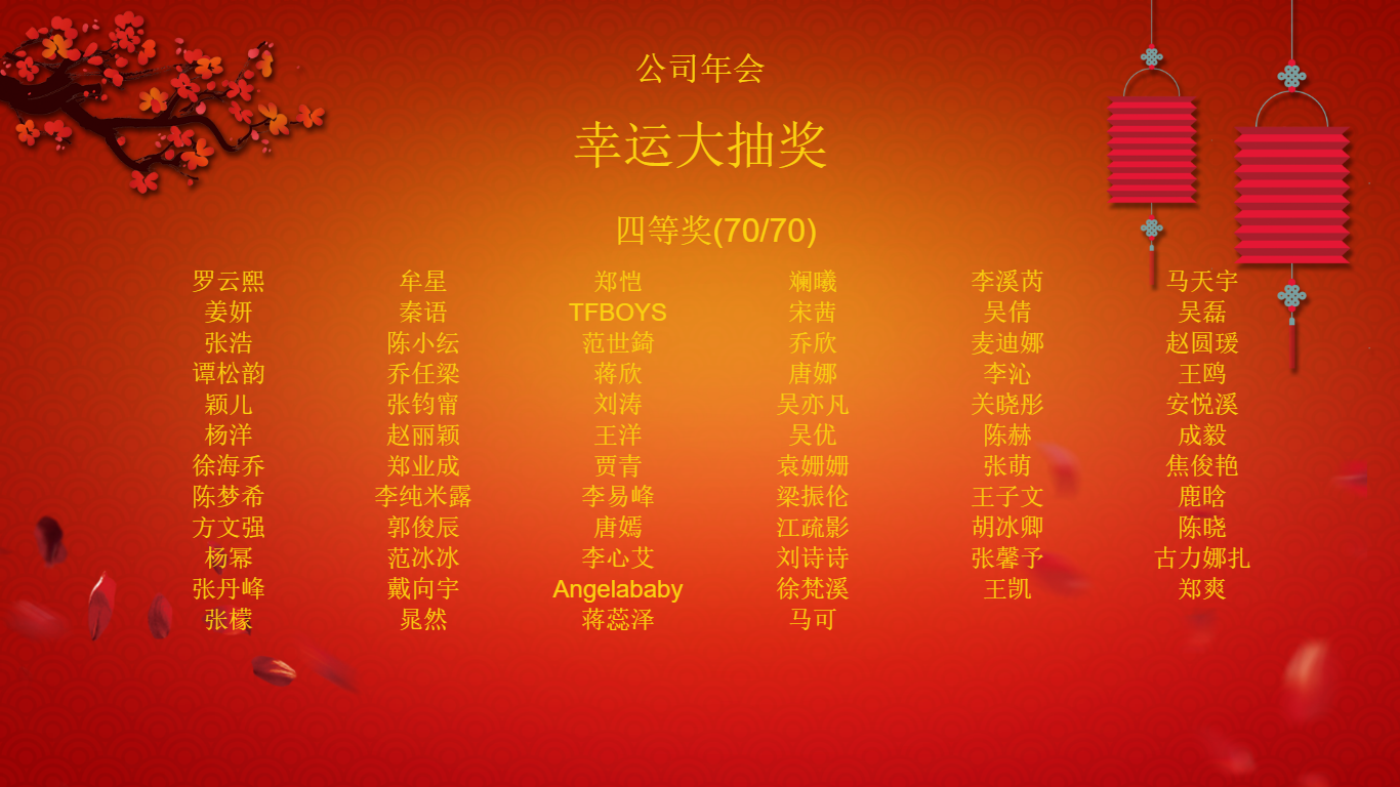 公司年会
幸运大抽奖
四等奖(70/70)
罗云熙 牟星 郑恺 斓曦 李溪芮 马天宇
姜妍 秦语 TFBOYS 宋茜 吴倩 吴磊
张浩 陈小纭 范世錡 乔欣 麦迪娜 赵圆瑗
谭松韵 乔任梁 蒋欣 唐娜 李沁 王鸥
颖儿 张钧甯 刘涛 吴亦凡 关晓彤 安悦溪
杨洋 赵丽颖 王洋 吴优 陈赫 成毅
徐海乔 郑业成 贾青 袁姗姗 张萌 焦俊艳
陈梦希 李纯米露 李易峰 梁振伦 王子文 鹿晗
方文强 郭俊辰 唐嫣 江疏影 胡冰卿 陈晓
杨幂 范冰冰 李心艾 刘诗诗 张馨予 古力娜扎
张丹峰 戴向宇 Angelababy 徐梵溪 王凯 郑爽
张檬 晁然 蒋蕊泽 马可